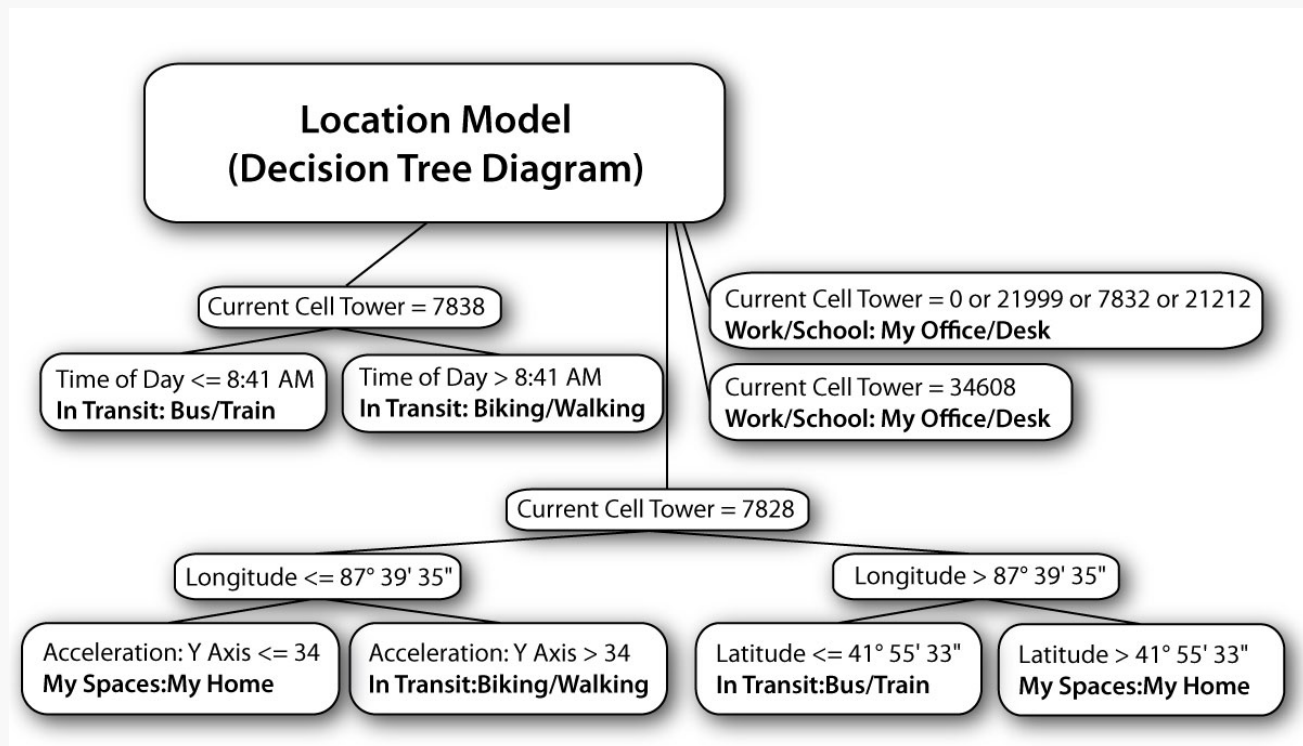 Location Model
(Decision Tree Diagram)
Current Cell Tower = 7838
Time of Day <= 8:41 AM
In Transit: Bus/Train
Time of Day > 8:41 AM
In Transit: Biking/Walking
Current Cell Tower = 0 or 21999 or 7832 or 21212
Work/School: My Office/Desk
Current Cell Tower = 34608
Work/School: My Office/Desk
Current Cell Tower = 7828
Longitude <= 87° 39' 35"
Longitude > 87° 39' 35"
Acceleration: Y Axis <= 34
My Spaces:My Home
Acceleration: Y Axis > 34
In Transit:Biking/Walking
Latitude <= 41° 55' 33"
In Transit:Bus/Train
Latitude > 41° 55' 33"
My Spaces:My Home